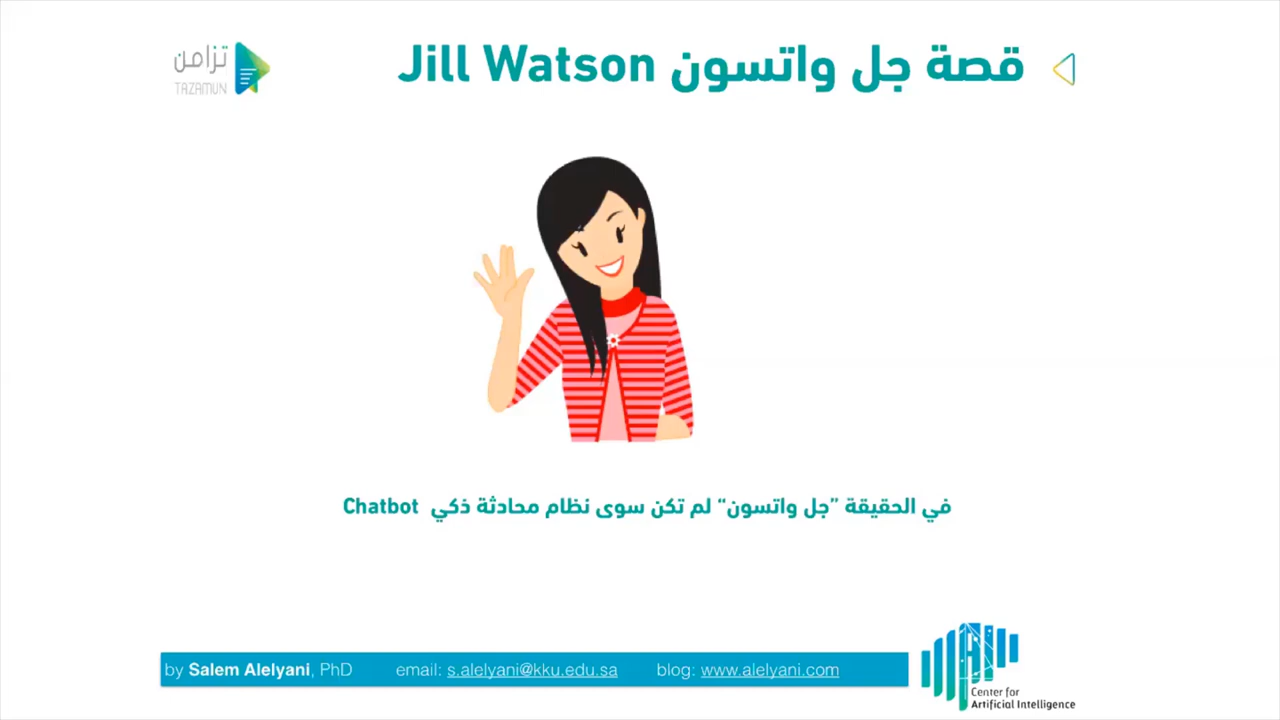 قصة جل واتسون Jill Watson
تزامن
TAZAMUN
في الحقيقة ”جل واتسون“ لم تكن سوى نظام محادثة ذكي Chatbot
by Salem Alelyani, PhD email: s.alelyani@kku.edu.sa blog: www.alelyani.com
Center for
Artificial Intelligence